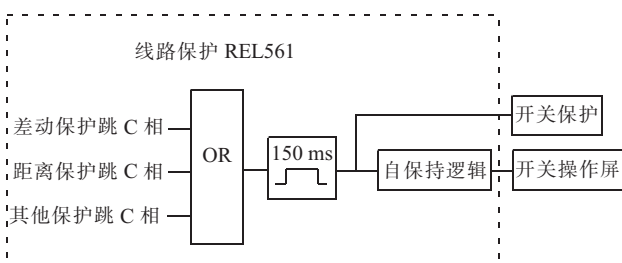 线路保护 REL561
差动保护跳 C 相
距离保护跳 C 相
其他保护跳 C 相
OR
150 ms
自保持逻辑
开关保护
开关操作屏